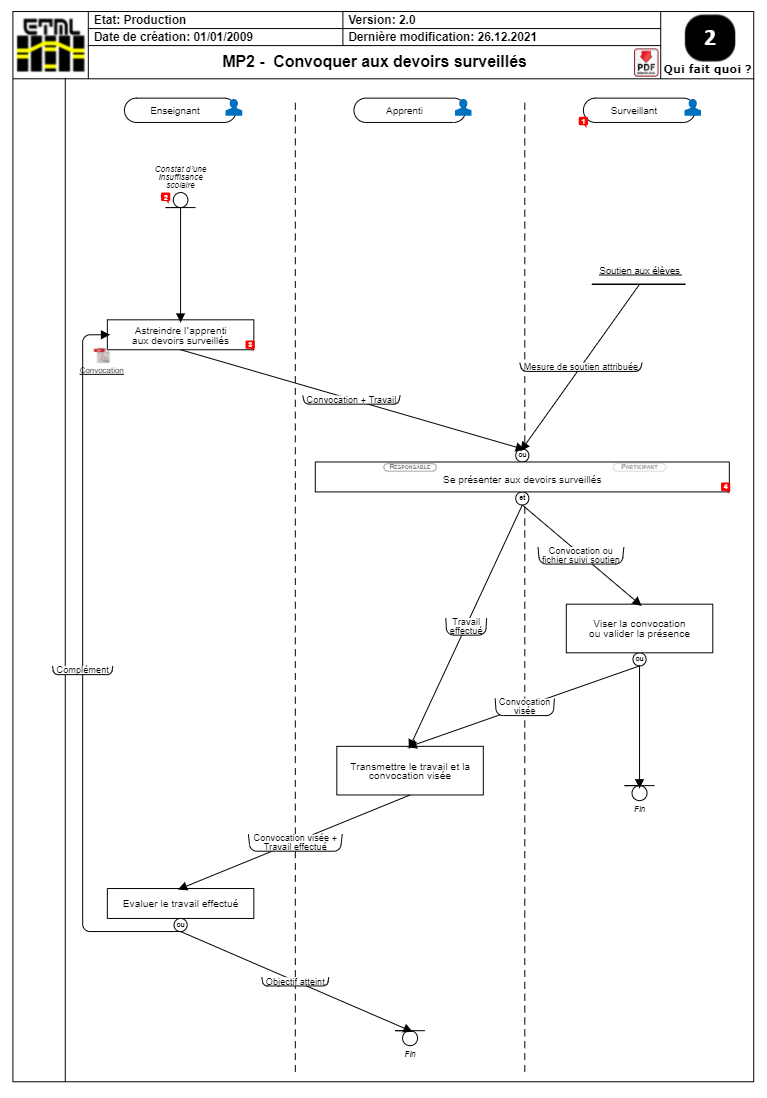 ETML
Etat: Production
Version: 2.0
Date de création: 01/01/2009
Dernière modification: 26.12.2021
MP2 - Convoquer aux devoirs surveillés
PDF
2
Qui fait quoi ?
Enseignant
Apprenti
Surveillant
1
Constat d'une
insuffisance
scolaire
2
Soutien aux élèves
Astreindre l'apprenti
aux devoirs surveillés
3
Convocation
Mesure de soutien attribuée
Convocation + Travail
ou
Responsable
Participant
Se présenter aux devoirs surveillés
4
et
Convocation ou
fichier suivi soutien
Travail
effectué
Viser la convocation
ou valider la présence
ou
Complément
Convocation
visée
Transmettre le travail et la
convocation visée
Fin
Convocation visée +
Travail effectué
Evaluer le travail effectué
ou
Objectif atteint
Fin